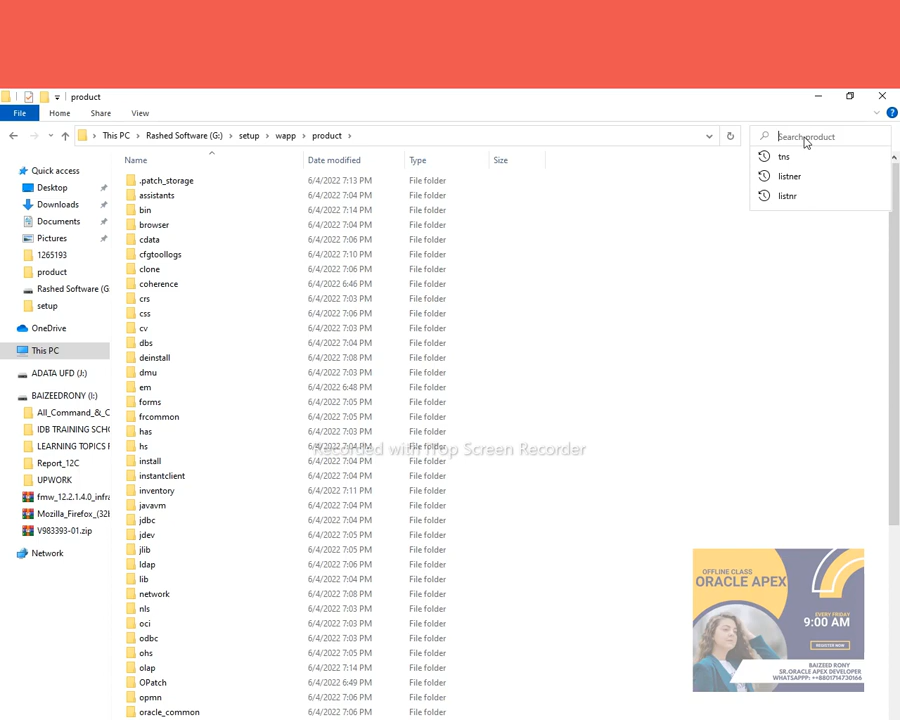 product
File Home Share View
This PC Rashed Software (G:) setup wapp product
Search product
tns
listner
listnr
Name Date modified Type Size
Quick access
Desktop
Downloads
Documents
Pictures
1265193
product
Rashed Software (G
setup
OneDrive
This PC
ADATA UFD (J:)
BAIZEEDRONY (I:)
All_Command_&_C
IDB TRAINING SCHO
LEARNING TOPICS F
Report_12C
UPWORK
fmw_12.2.1.4.0_infra
Mozilla_Firefox_(32b
V983393-01.zip
Network
.patch_storage 6/4/2022 7:13 PM File folder
assistants 6/4/2022 7:04 PM File folder
bin 6/4/2022 7:14 PM File folder
browser 6/4/2022 7:04 PM File folder
cdata 6/4/2022 7:06 PM File folder
cfgtoollogs 6/4/2022 7:10 PM File folder
clone 6/4/2022 7:06 PM File folder
coherence 6/4/2022 6:46 PM File folder
crs 6/4/2022 7:03 PM File folder
css 6/4/2022 7:06 PM File folder
cv 6/4/2022 7:03 PM File folder
dbs 6/4/2022 7:04 PM File folder
deinstall 6/4/2022 7:08 PM File folder
dmu 6/4/2022 7:03 PM File folder
em 6/4/2022 6:48 PM File folder
forms 6/4/2022 7:05 PM File folder
frcommon 6/4/2022 7:05 PM File folder
has 6/4/2022 7:03 PM File folder
hs 6/4/2022 7:04 PM File folder
Recorded with iTop Screen Recorder
install 6/4/2022 7:04 PM File folder
instantclient 6/4/2022 7:04 PM File folder
inventory 6/4/2022 7:11 PM File folder
javavm 6/4/2022 7:04 PM File folder
jdbc 6/4/2022 7:04 PM File folder
jdev 6/4/2022 7:05 PM File folder
jlib 6/4/2022 7:05 PM File folder
ldap 6/4/2022 7:06 PM File folder
lib 6/4/2022 7:04 PM File folder
network 6/4/2022 7:08 PM File folder
nls 6/4/2022 7:03 PM File folder
oci 6/4/2022 7:03 PM File folder
odbc 6/4/2022 7:04 PM File folder
ohs 6/4/2022 7:05 PM File folder
olap 6/4/2022 7:14 PM File folder
OPatch 6/4/2022 6:49 PM File folder
opmn 6/4/2022 7:06 PM File folder
oracle_common 6/4/2022 7:06 PM File folder
OFFLINE CLASS
ORACLE APEX
EVERY FRIDAY
9:00 AM
REGISTER NOW
BAIZEED RONY
SR.ORACLE APEX DEVELOPER
WHATSAPPP: ++8801714730166